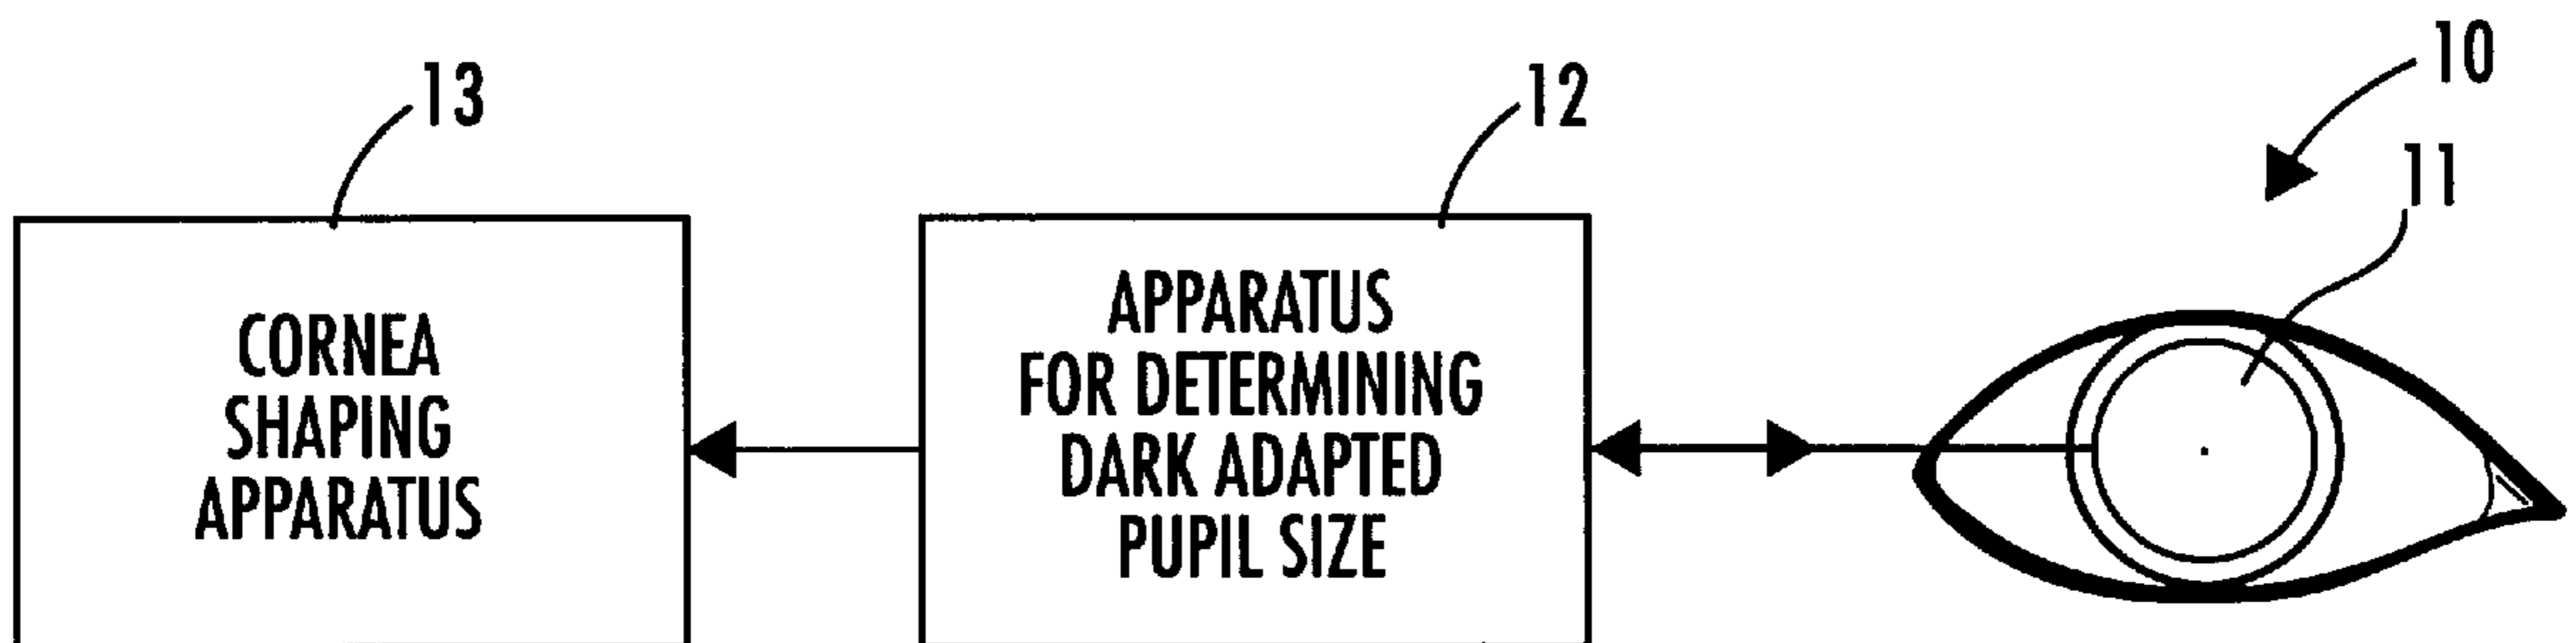 13
12
10
11
CORNEA
SHAPING
APPARATUS
APPARATUS
FOR DETERMINING
DARK ADAPTED
PUPIL SIZE